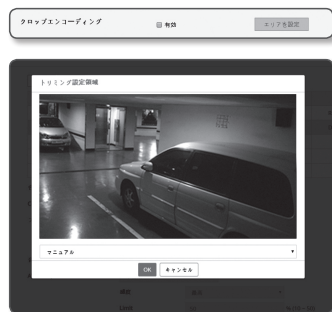 クロップエンコーディング
有効
エリアを設定
トリミング設定領域
マニュアル
OK キャンセル